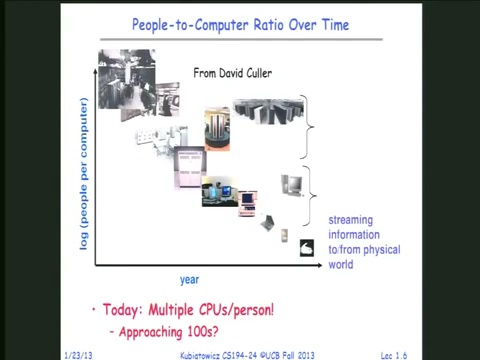 People-to-Computer Ratio Over Time
From David Culler
log (people per computer)
streaming
information
to/from physical
world
year
• Today: Multiple CPUs/person!
- Approaching 100s?
1/23/13
Kubiatowicz CS194-24 ©UCB Fall 2013
Lec 1.6